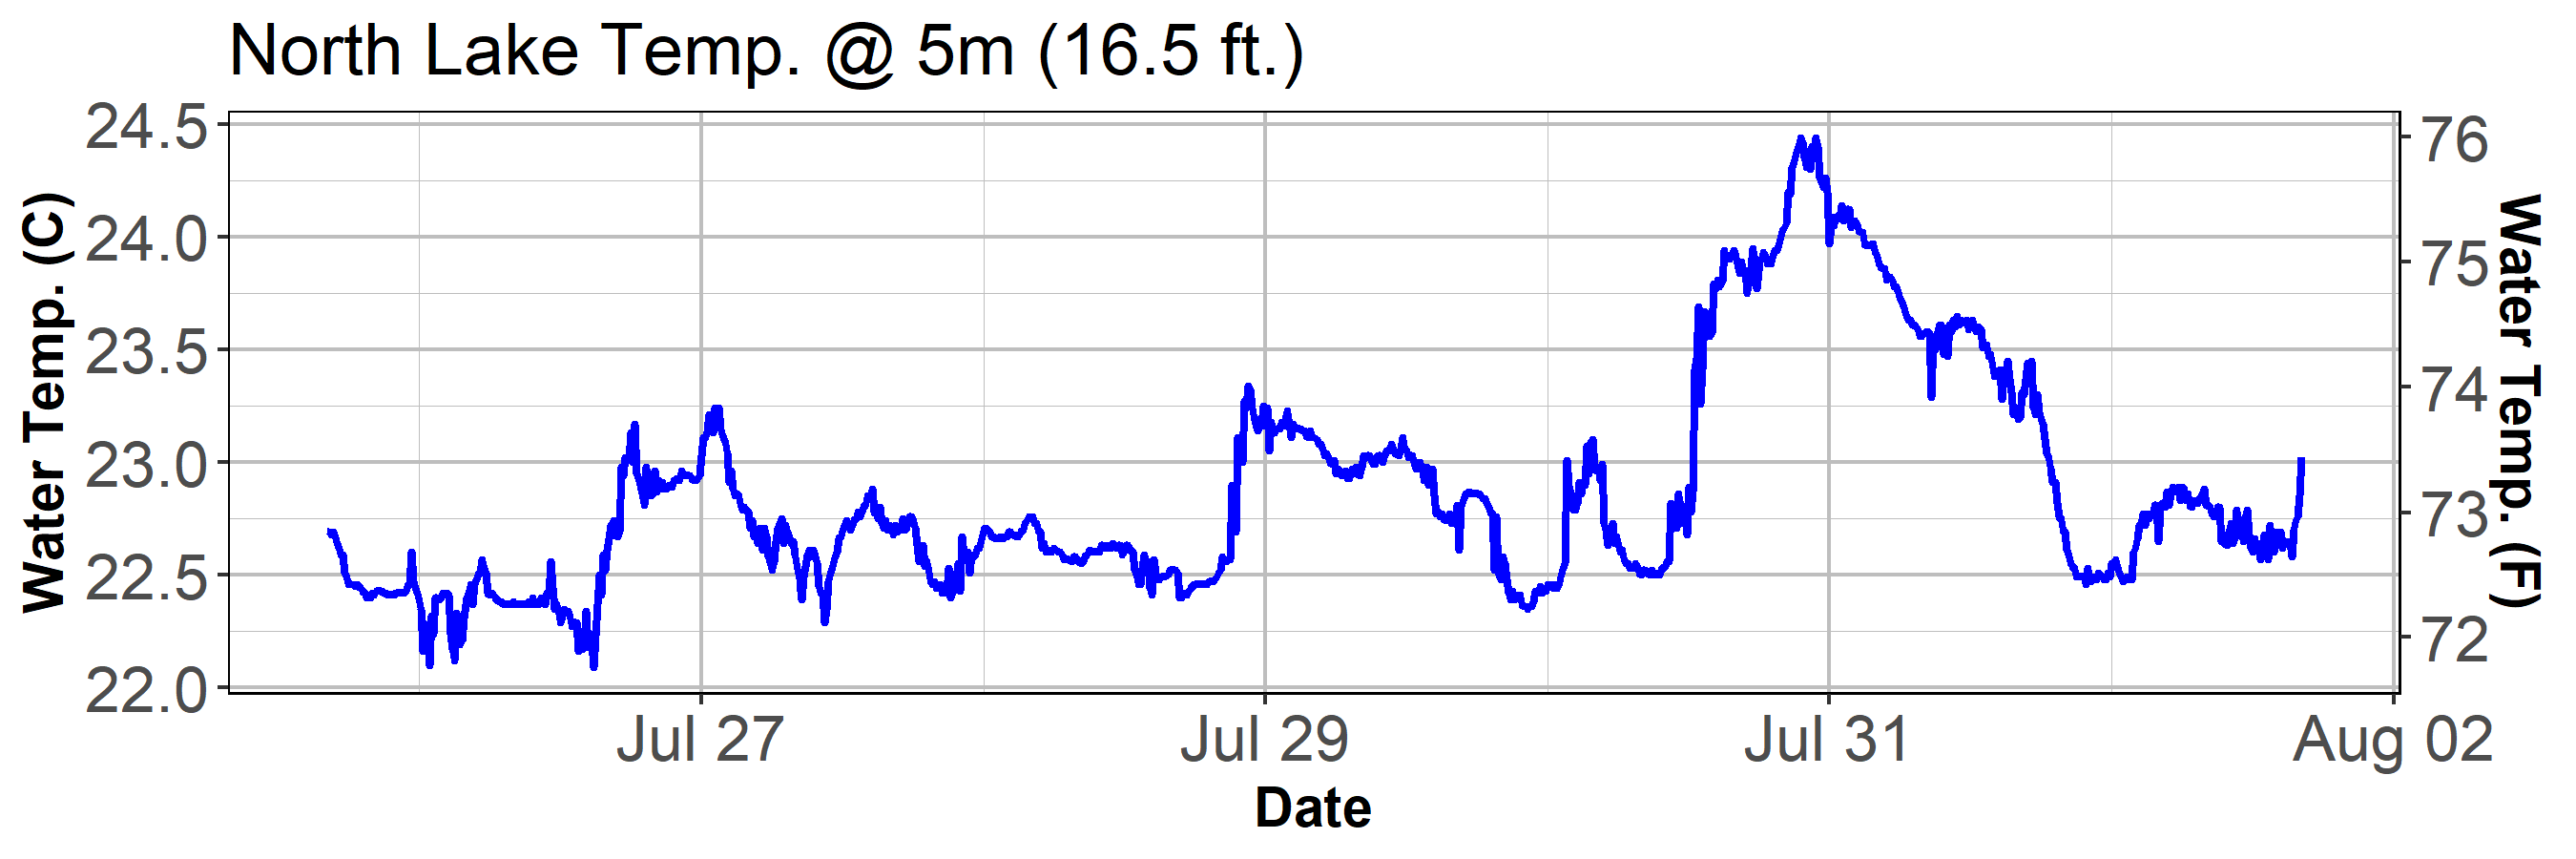 North Lake Temp. @ 5m (16.5 ft.)
Water Temp. (C)
24.5
24.0
23.5
23.0
22.5
22.0
76
75
74
73
72
Water Temp. (F)
Jul 27 Jul 29 Jul 31 Aug 02
Date